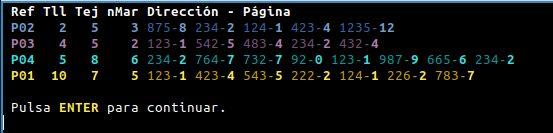 Ref Tll Tej nMar Dirección - Página
P02 2 5 3 875-8 234-2 124-1 423-4 1235-12
P03 4 5 2 123-1 542-5 483-4 234-2 432-4
P04 5 8 6 234-2 764-7 732-7 92-0 123-1 987-9 665-6 234-2
P01 10 7 5 123-1 423-4 543-5 222-2 124-1 226-2 783-7
Pulsa ENTER para continuar.